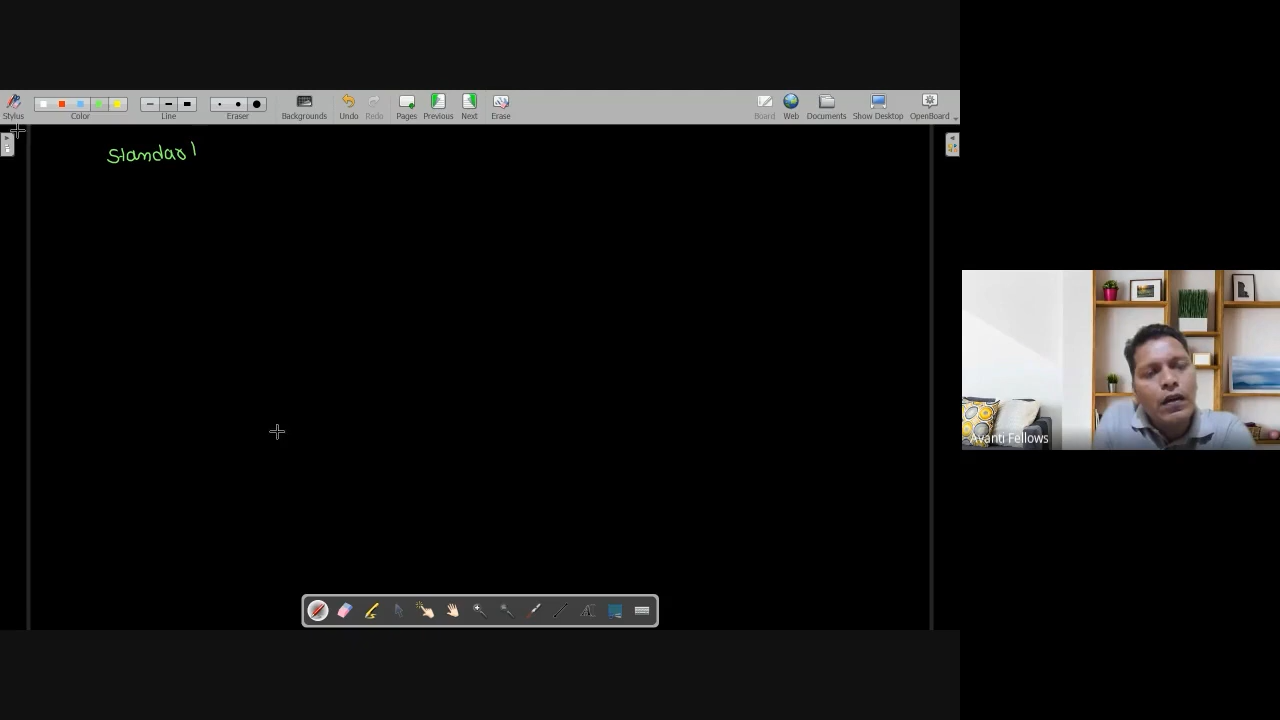 Stylus Color Line Eraser Backgrounds Undo Redo Pages Previous Next Erase Board Web Documents Show Desktop OpenBoard
Standar
Avanti Fellows